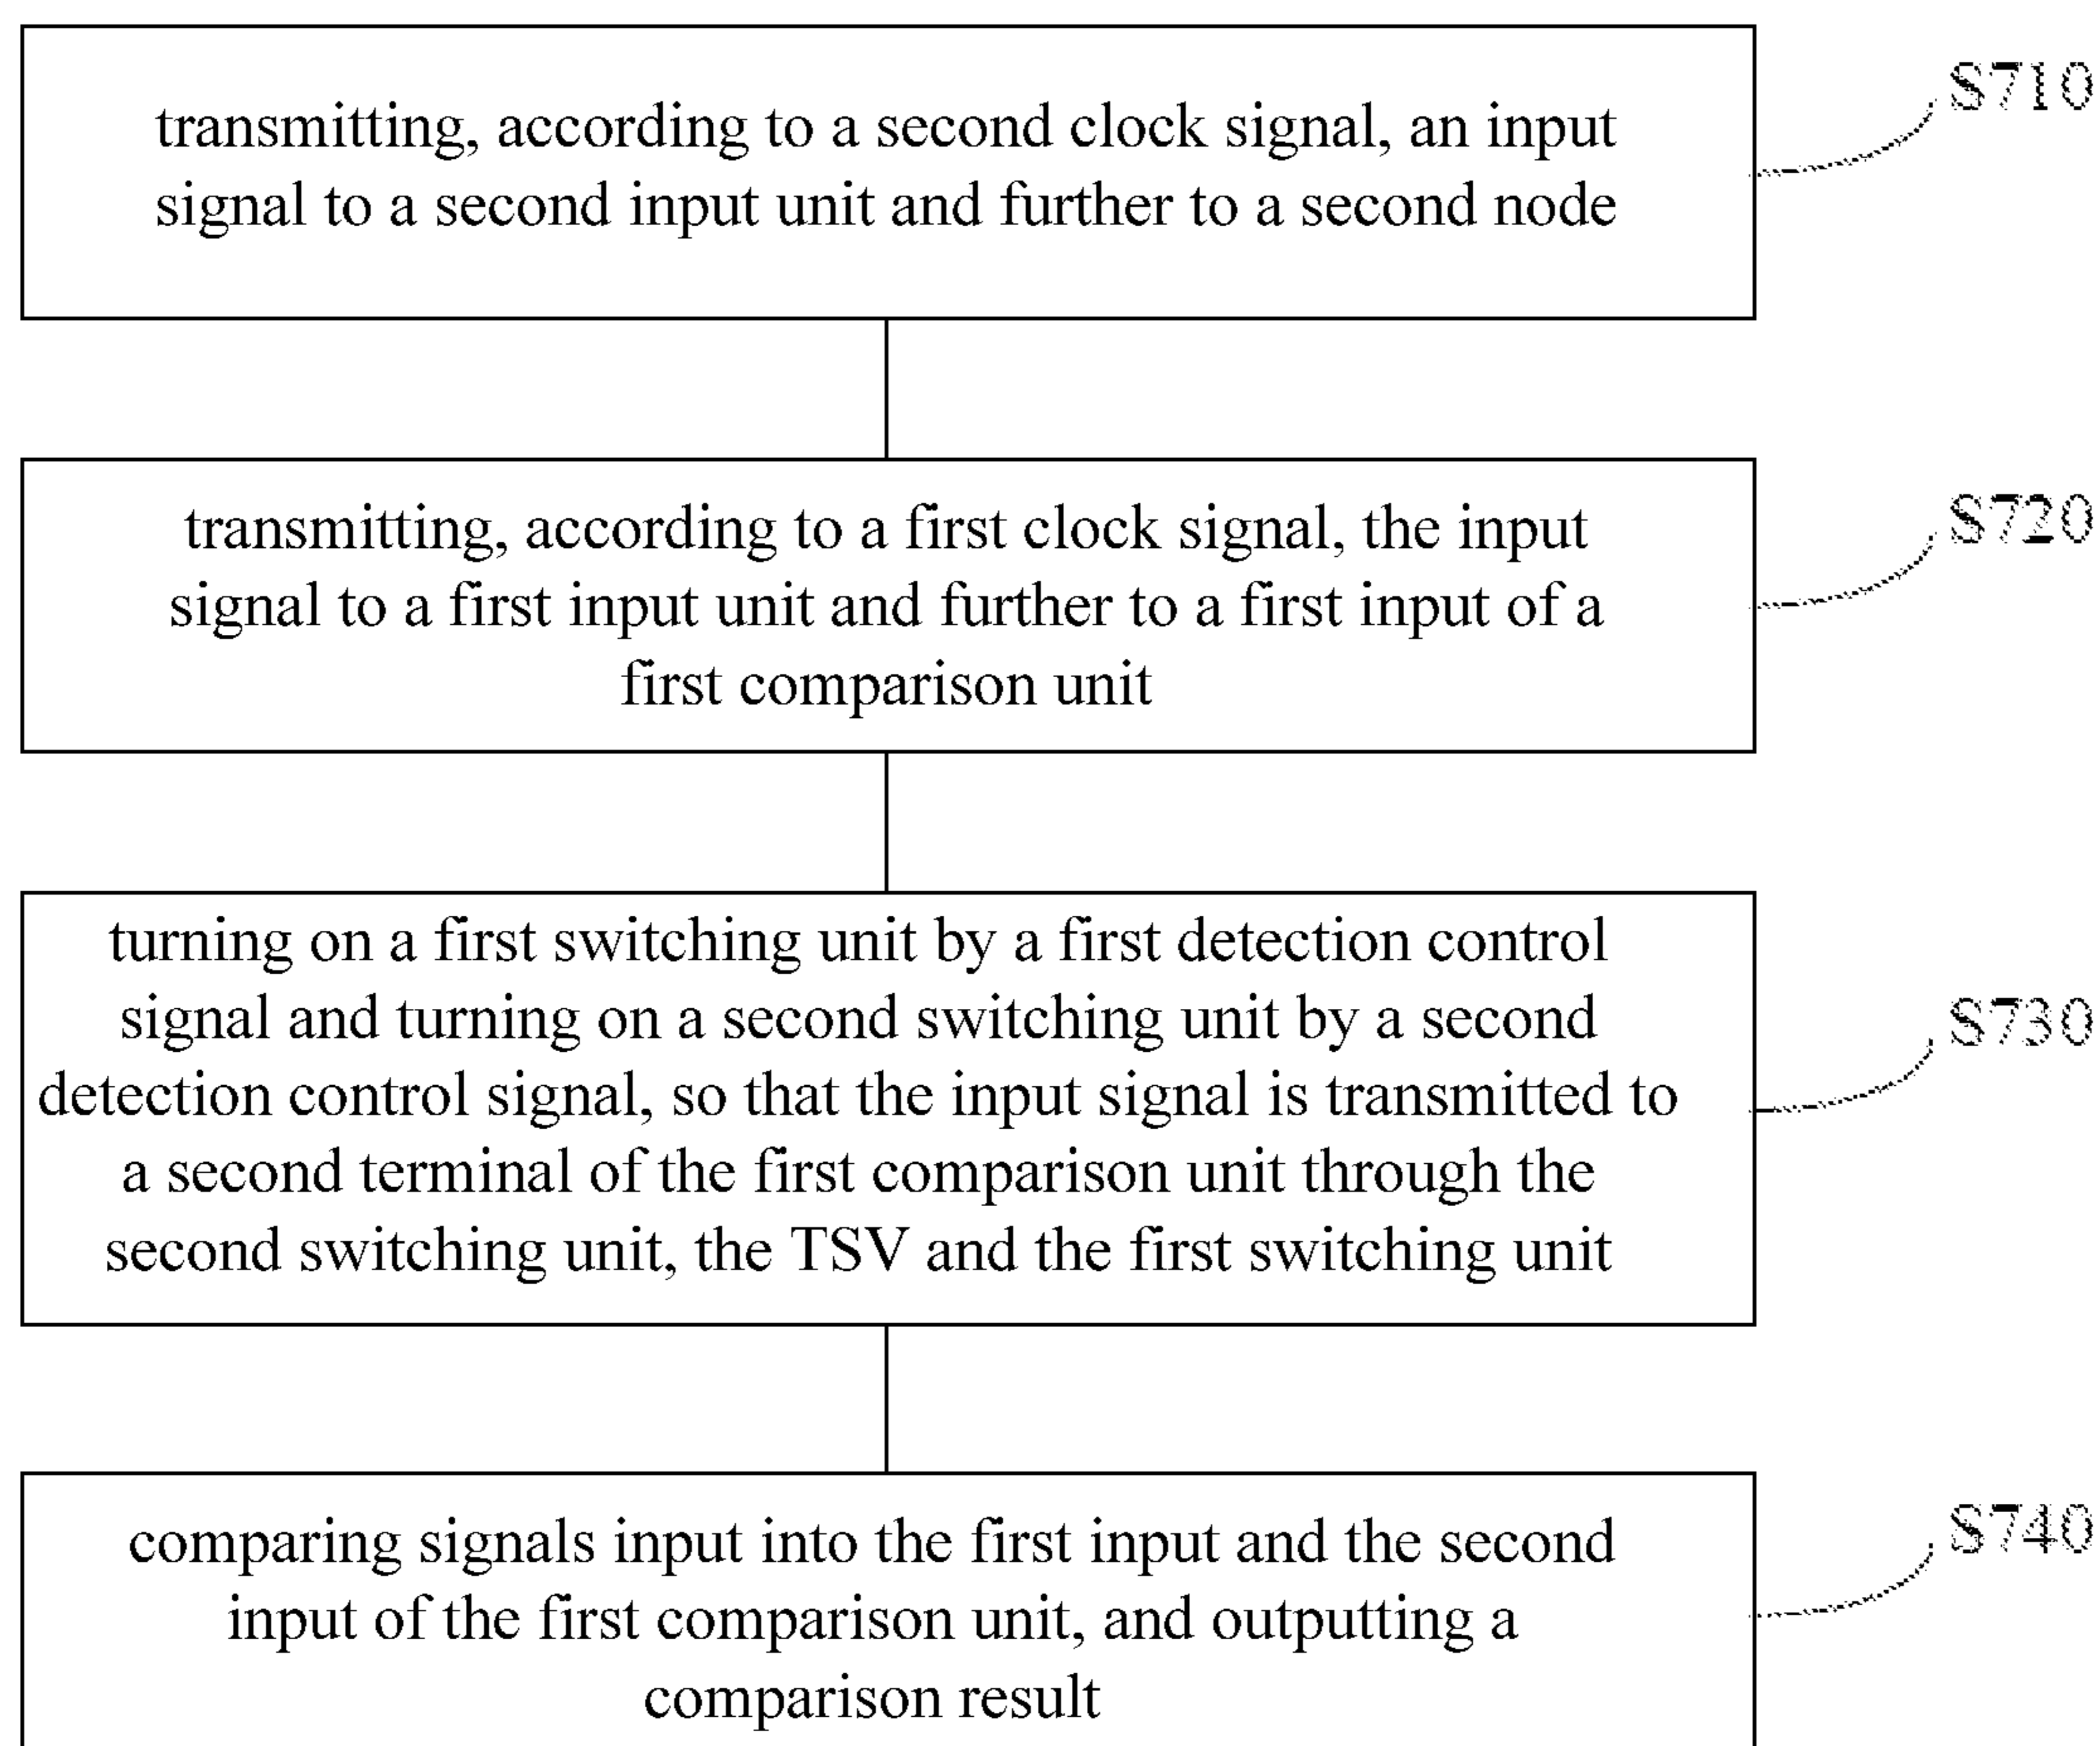 transmitting, according to a second clock signal, an input
signal to a second input unit and further to a second node
S710
transmitting, according to a first clock signal, the input
signal to a first input unit and further to a first input of a
first comparison unit
S720
turning on a first switching unit by a first detection control
signal and turning on a second switching unit by a second
detection control signal, so that the input signal is transmitted to
a second terminal of the first comparison unit through the
second switching unit, the TSV and the first switching unit
S730
comparing signals input into the first input and the second
input of the first comparison unit, and outputting a
comparison result
S740